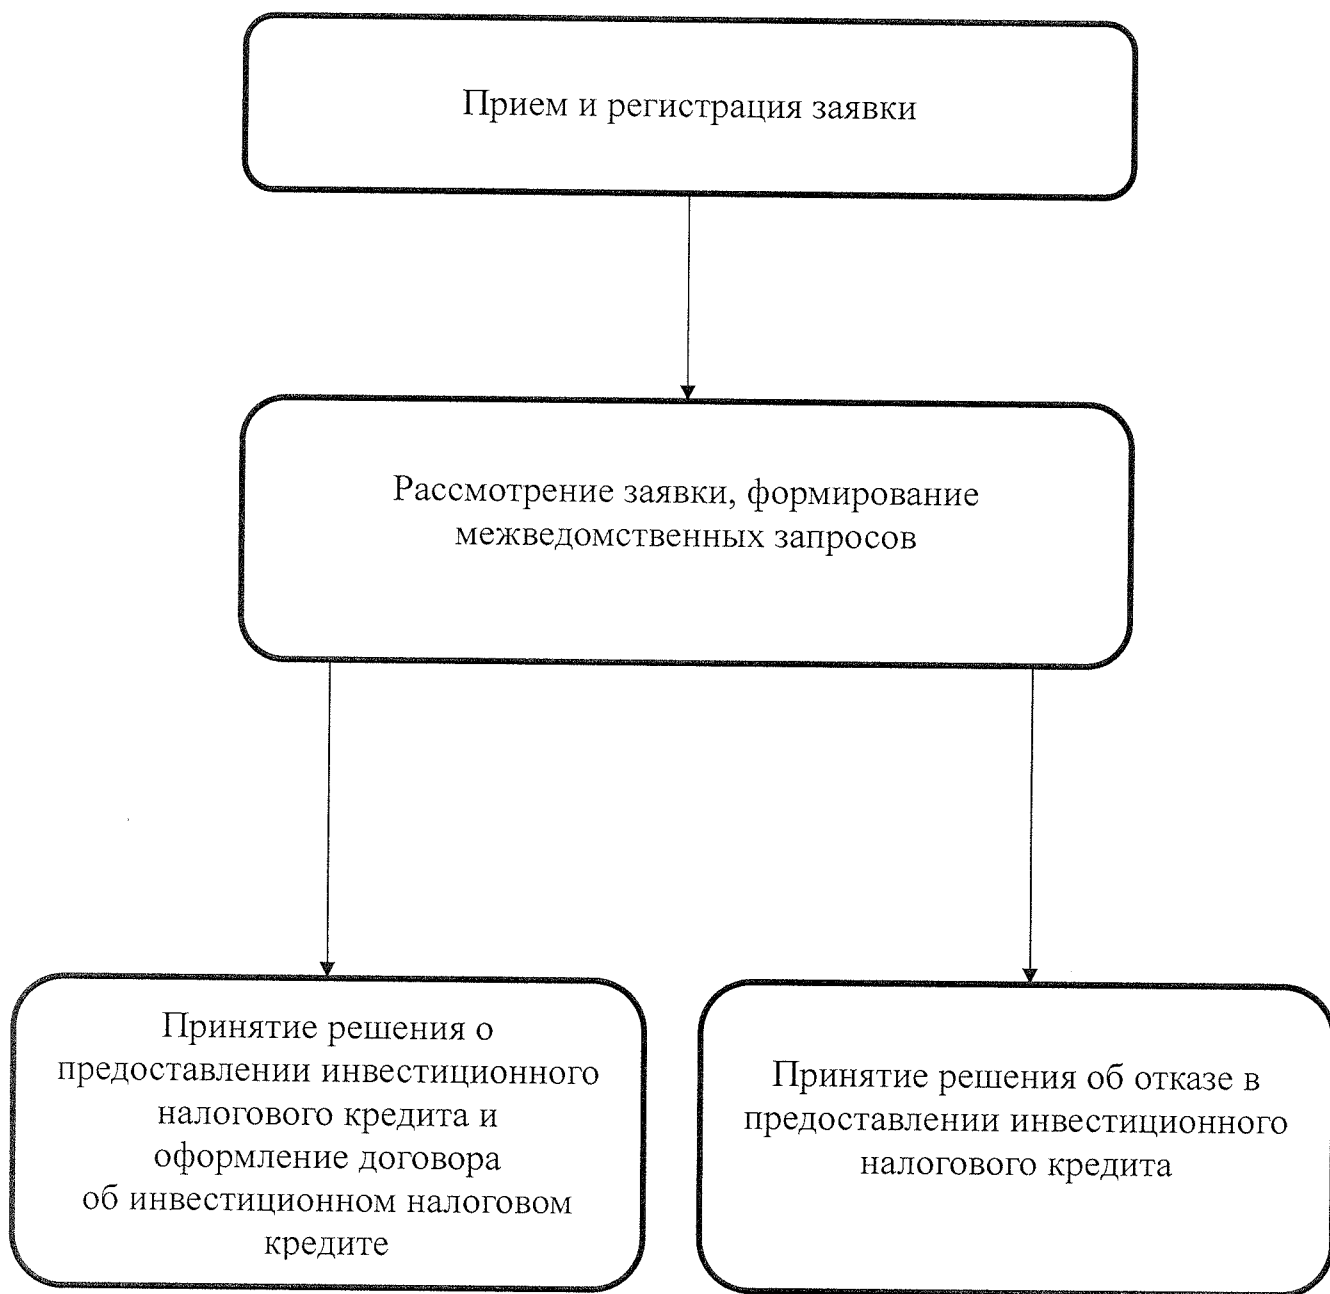 Прием и регистрация заявки
Рассмотрение заявки, формирование
межведомственных запросов
Принятие решения о
предоставлении инвестиционного
налогового кредита и
оформление договора
об инвестиционном налоговом
кредите
Принятие решения об отказе в
предоставлении инвестиционного
налогового кредита